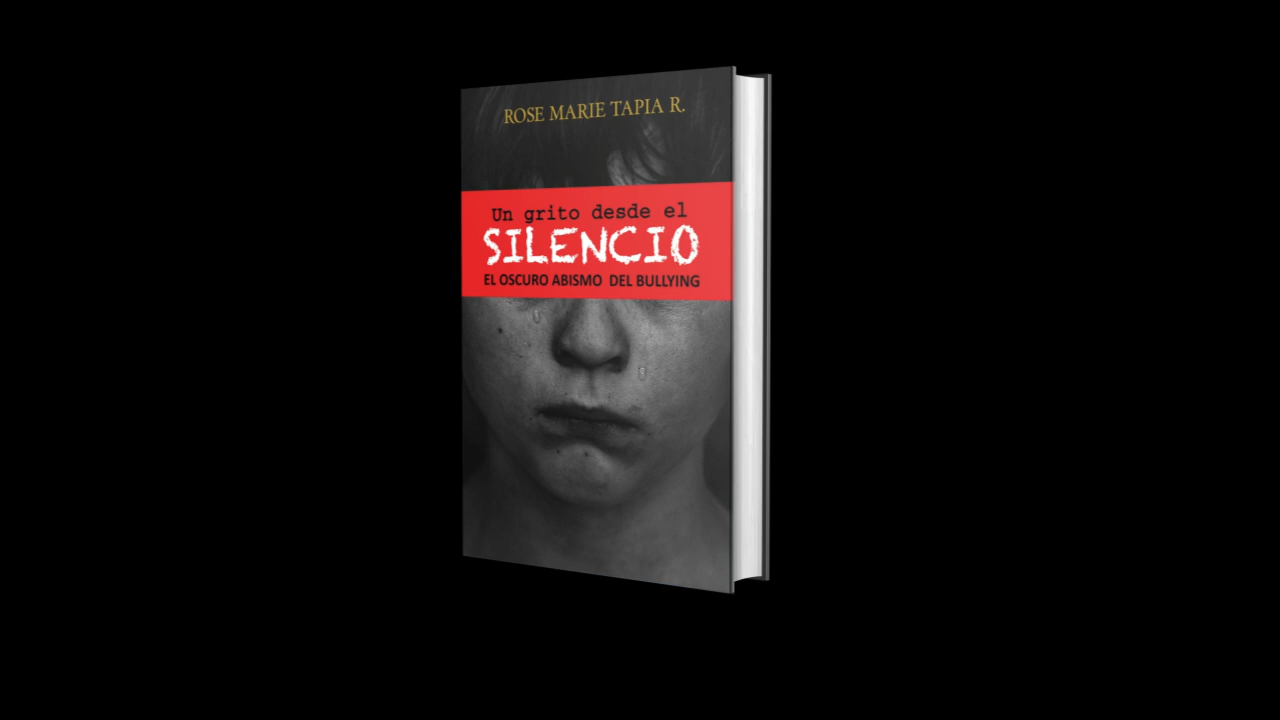 ROSE MARIE TAPIA R.
Un grito desde el
SILENCIO
EL OSCURO ABISMO DEL BULLYING